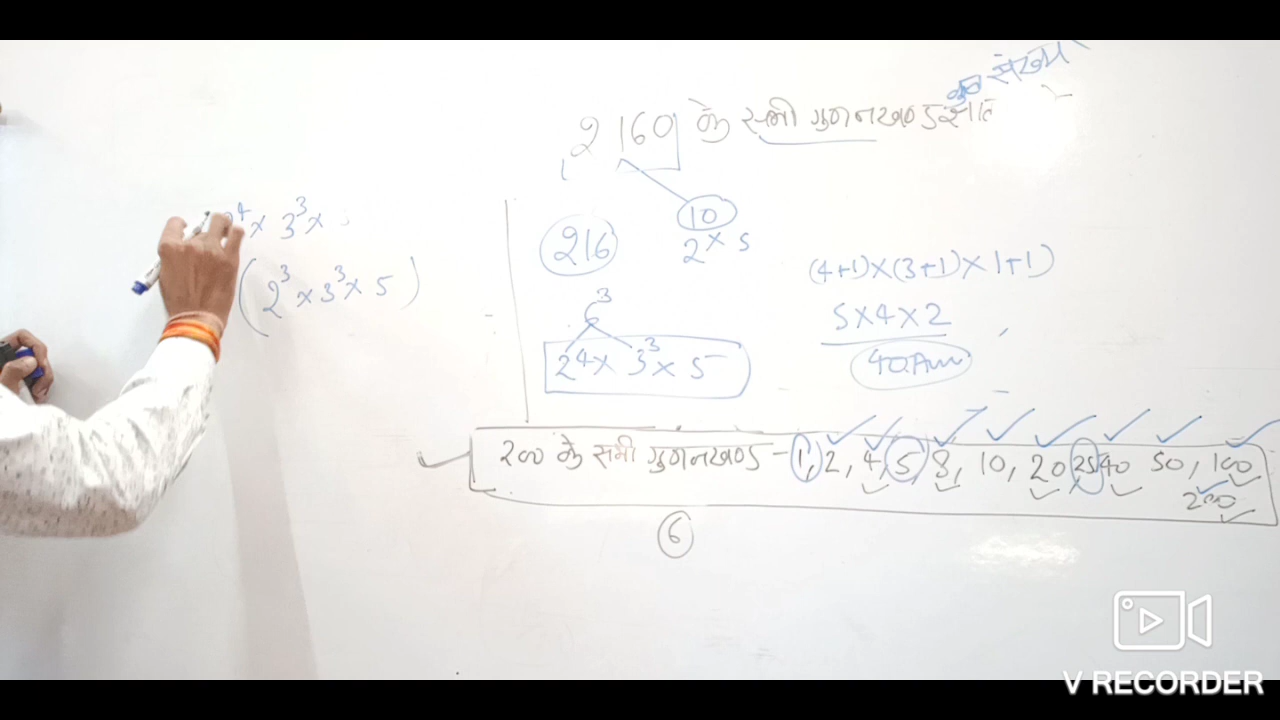 गुण संख्या
2160 के सभी गुणनखण्ड ज्ञात
10
216
2 × 5
6³
2⁴ × 3³ × 5
(4+1)×(3+1)×1+1)
5×4×2
40 Ans
⁴ × 3³ ×
(2³ × 3³ × 5)
200 के सभी गुणनखण्ड - 1, 2, 4, 5, 8, 10, 20, 25 40 50, 100
200
6
V RECORDER